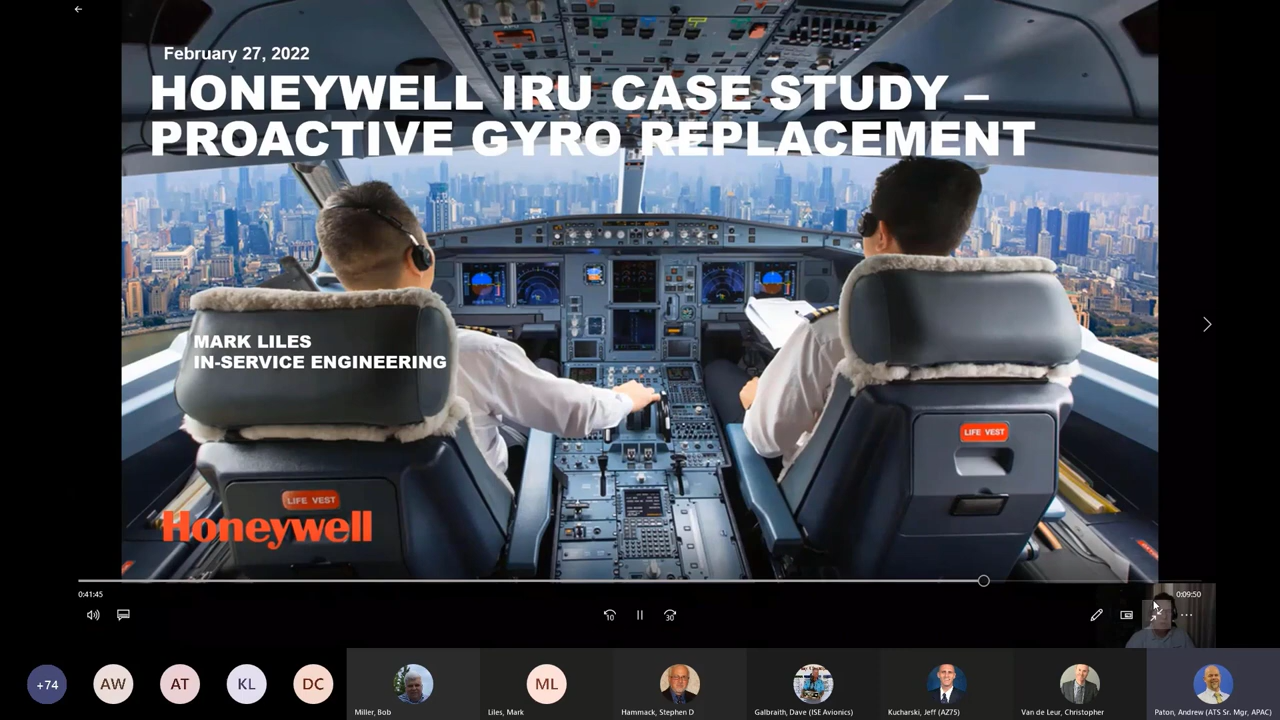 February 27, 2022
HONEYWELL IRU CASE STUDY –
PROACTIVE GYRO REPLACEMENT
MARK LILES
IN-SERVICE ENGINEERING
LIFE VEST
LIFE VEST
Honeywell
0:41:45
0:09:50
10
30
+74
AW
AT
KL
DC
ML
Miller, Bob
Liles, Mark
Hammack, Stephen D
Galbraith, Dave (ISE Avionics)
Kucharski, Jeff (AZ75)
Van de Leur, Christopher
Paton, Andrew (ATS Sr. Mgr, APAC)